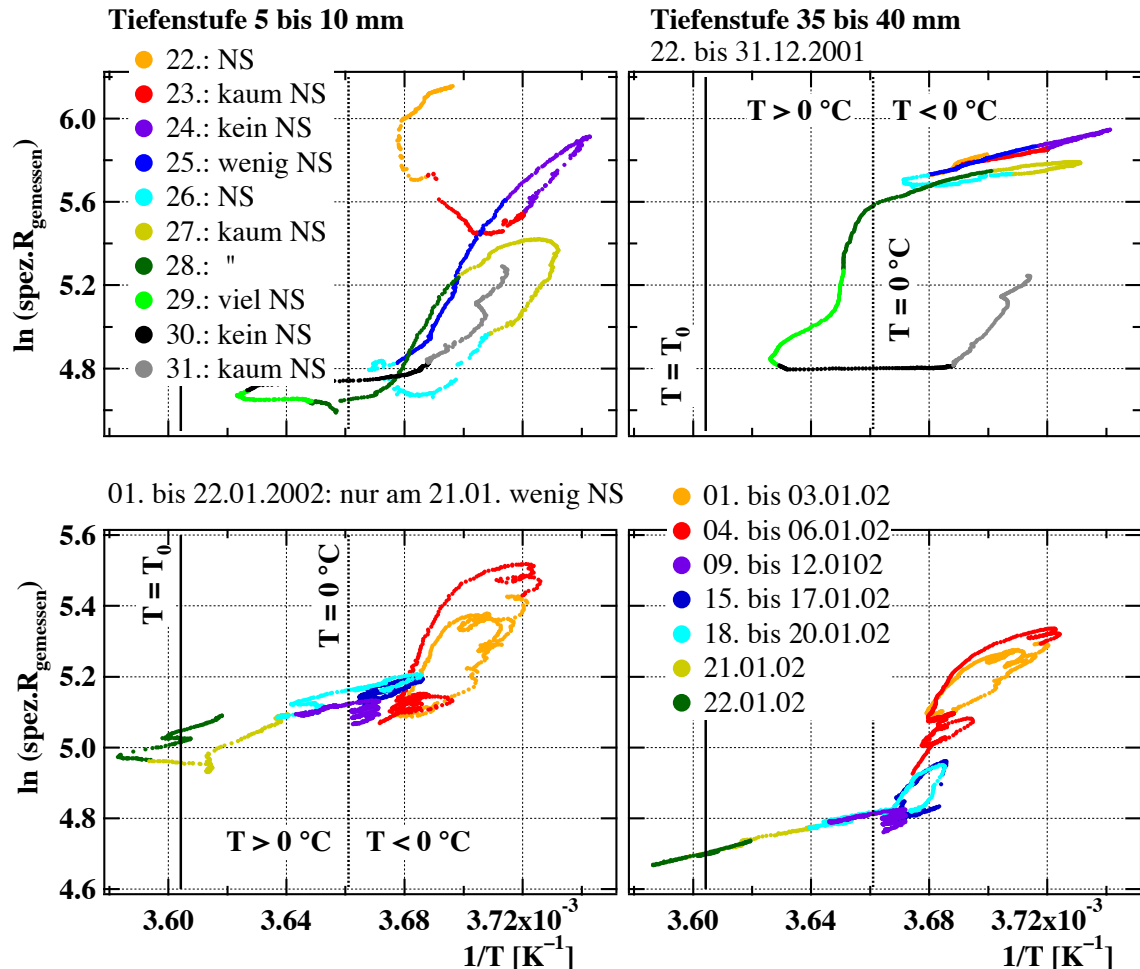 Tiefenstufe 5 bis 10 mm
Tiefenstufe 35 bis 40 mm
22. bis 31.12.2001
22.: NS
23.: kaum NS
24.: kein NS
25.: wenig NS
26.: NS
27.: kaum NS
28.: "
29.: viel NS
30.: kein NS
31.: kaum NS
ln (spez.R_gemessen)
6.0
5.6
5.2
4.8
T > 0 °C
T < 0 °C
T = T_0
T = 0 °C
01. bis 22.01.2002: nur am 21.01. wenig NS
01. bis 03.01.02
04. bis 06.01.02
09. bis 12.0102
15. bis 17.01.02
18. bis 20.01.02
21.01.02
22.01.02
ln (spez.R_gemessen)
5.6
5.4
5.2
5.0
4.8
4.6
T = T_0
T = 0 °C
T > 0 °C
T < 0 °C
3.60
3.64
3.68
3.72x10^-3
1/T [K^-1]
3.60
3.64
3.68
3.72x10^-3
1/T [K^-1]